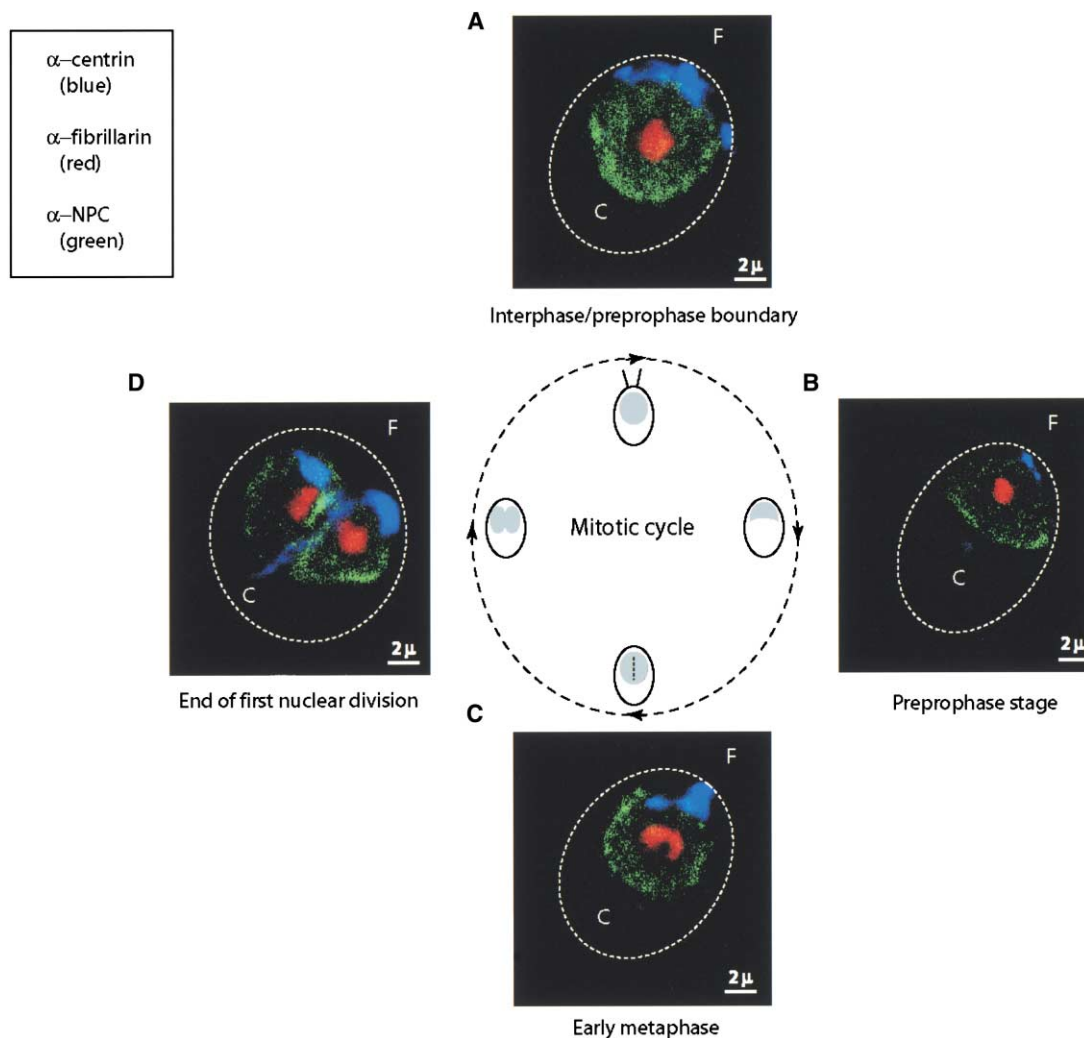 α–centrin
(blue)
α–fibrillarin
(red)
α–NPC
(green)
A
F
C
2μ
Interphase/preprophase boundary
D
F
C
2μ
End of first nuclear division
Mitotic cycle
B
F
C
2μ
Preprophase stage
C
F
C
2μ
Early metaphase